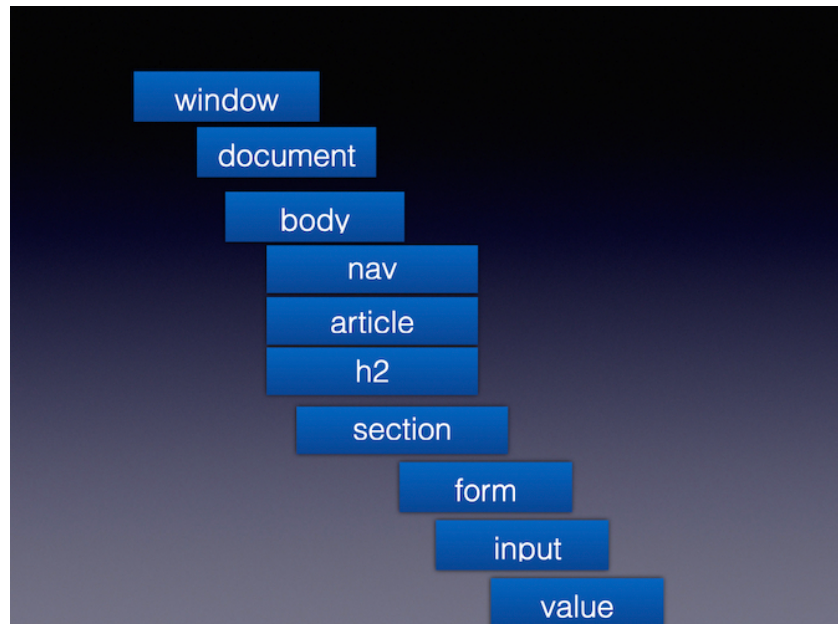 window
document
body
nav
article
h2
section
form
input
value